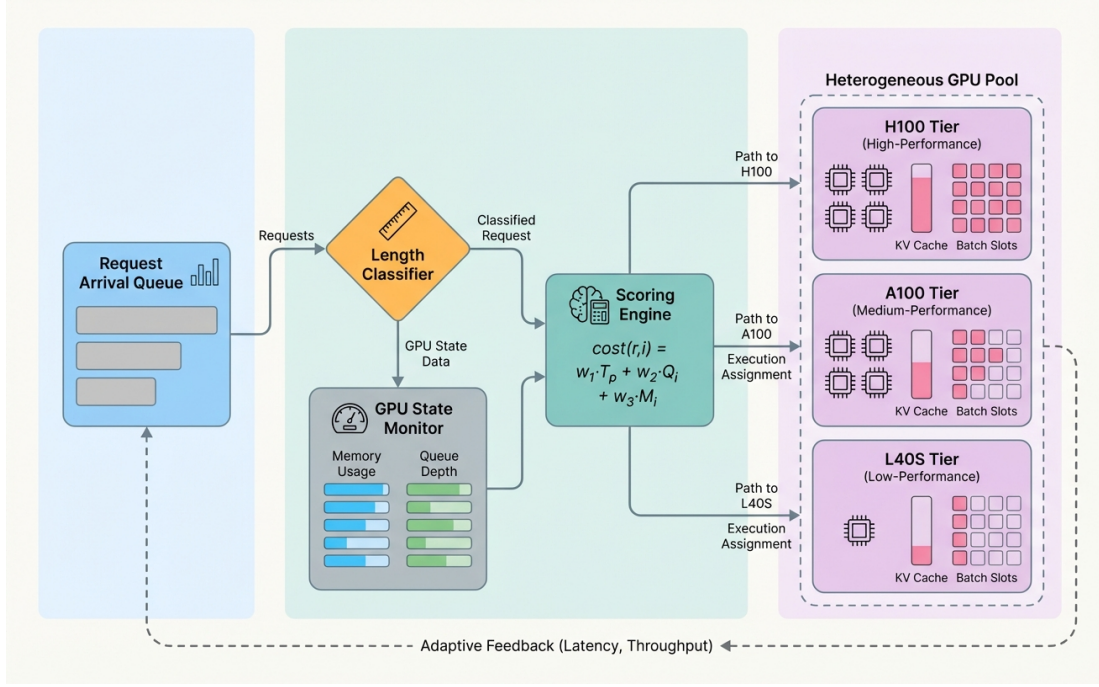 Heterogeneous GPU Pool
H100 Tier
(High-Performance)
KV Cache
Batch Slots
Path to
H100
Requests
Classified
Request
Length
Classifier
Request
Arrival Queue
Scoring
Engine
cost(r,i) =
w₁·Tₚ + w₂·Qᵢ
+ w₃·Mᵢ
A100 Tier
(Medium-Performance)
KV Cache
Batch Slots
Path to
A100
Execution
Assignment
GPU State
Data
GPU State
Monitor
Memory
Usage
Queue
Depth
L40S Tier
(Low-Performance)
KV Cache
Batch Slots
Path to
L40S
Execution
Assignment
Adaptive Feedback (Latency, Throughput)